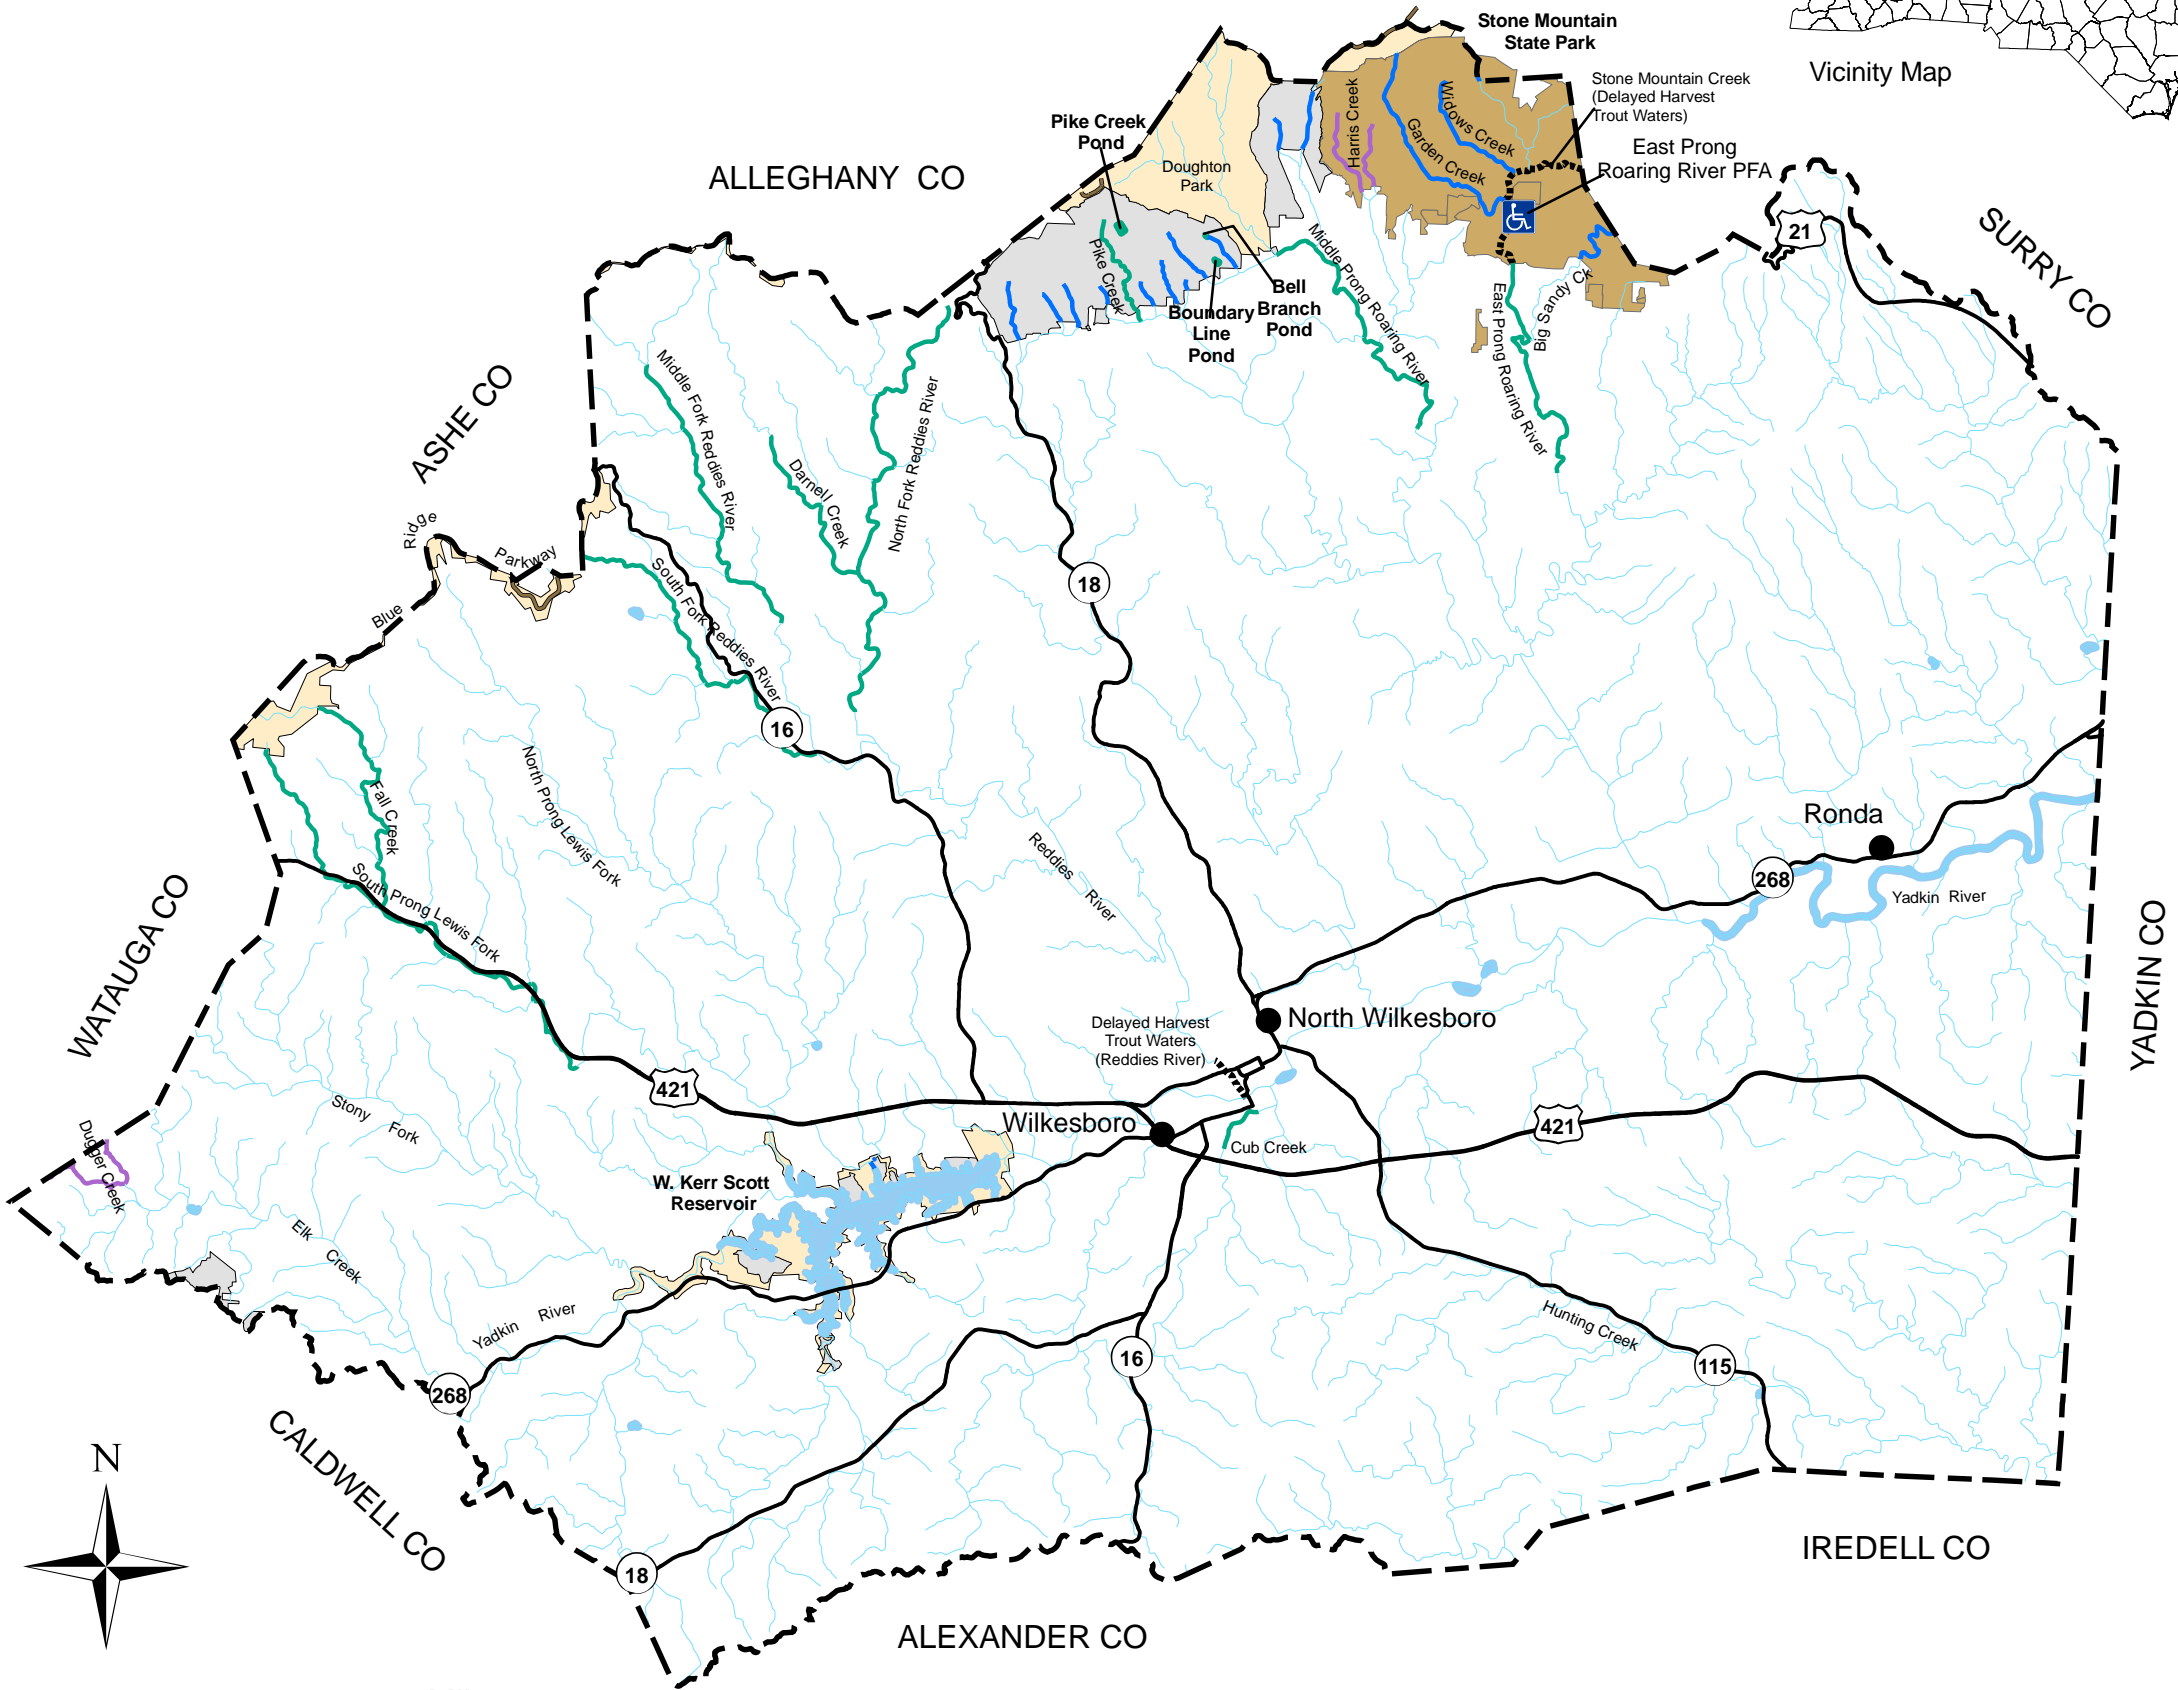 Stone Mountain
State Park
Vicinity Map
Stone Mountain Creek
(Delayed Harvest
Trout Waters)
East Prong
Roaring River PFA
Pike Creek
Pond
Doughton
Park
Harris Creek
Garden Creek
Widows Creek
ALLEGHANY CO
SURRY CO
21
Pike Creek
Middle Prong Roaring River
Bell
Branch
Pond
Boundary
Line
Pond
Big Sandy Ck
East Prong Roaring River
ASHE CO
Middle Fork Reddies River
Darnell Creek
North Fork Reddies River
Blue
Ridge
Parkway
South Fork Reddies River
18
16
Fall Creek
North Prong Lewis Fork
South Prong Lewis Fork
Reddies River
Ronda
268
Yadkin River
WATAUGA CO
YADKIN CO
North Wilkesboro
Delayed Harvest
Trout Waters
(Reddies River)
421
Stony Fork
Wilkesboro
421
Cub Creek
Dugger Creek
W. Kerr Scott
Reservoir
Elk Creek
Yadkin River
Hunting Creek
16
115
268
CALDWELL CO
N
18
IREDELL CO
ALEXANDER CO